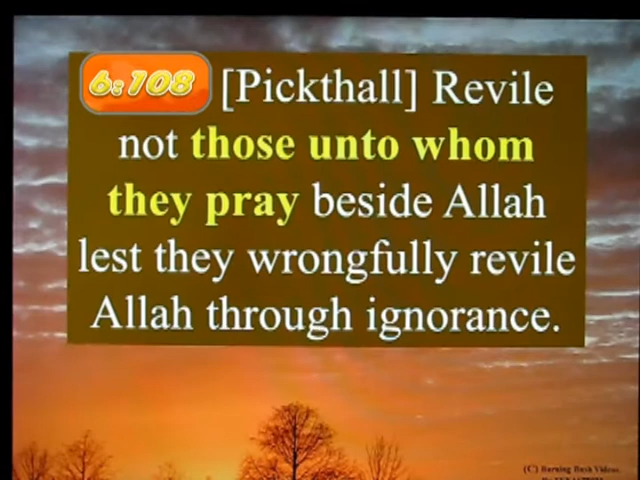 6:108 [Pickthall] Revile
not those unto whom
they pray beside Allah
lest they wrongfully revile
Allah through ignorance.
(C) Burning Bush Videos